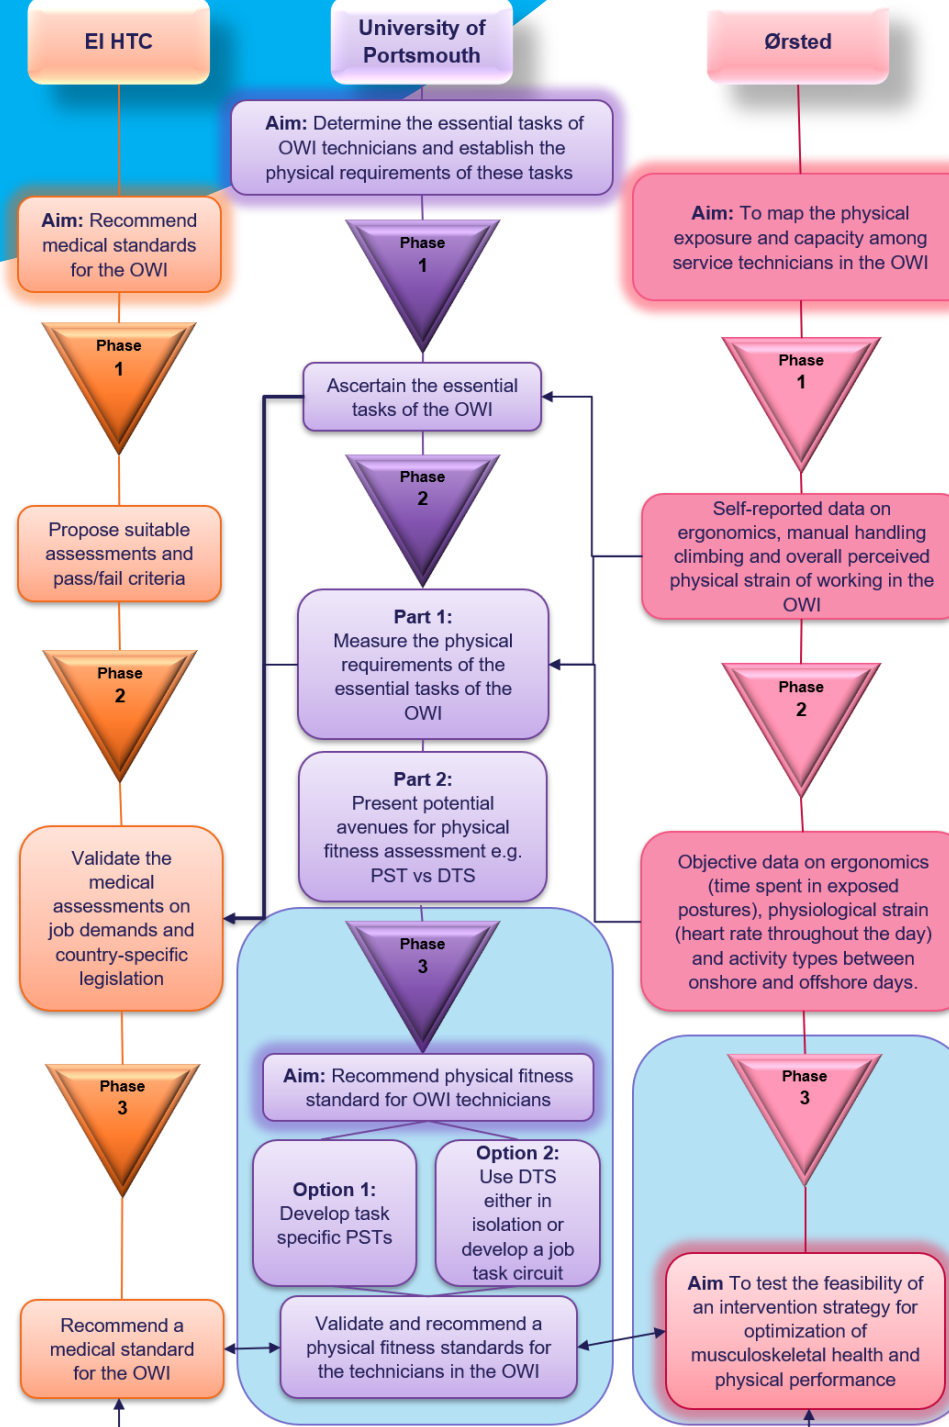 EI HTC
Aim: Recommend
medical standards
for the OWI
Phase
1
Propose suitable
assessments and
pass/fail criteria
Phase
2
Validate the
medical
assessments on
job demands and
country-specific
legislation
Phase
3
Recommend a
medical standard
for the OWI
University of
Portsmouth
Aim: Determine the essential tasks of
OWI technicians and establish the
physical requirements of these tasks
Phase
1
Ascertain the essential
tasks of the OWI
Phase
2
Part 1:
Measure the physical
requirements of the
essential tasks of the
OWI
Part 2:
Present potential
avenues for physical
fitness assessment e.g.
PST vs DTS
Phase
3
Aim: Recommend physical fitness
standard for OWI technicians
Option 1:
Develop task
specific PSTs
Option 2:
Use DTS
either in
isolation or
develop a job
task circuit
Validate and recommend a
physical fitness standards for
the technicians in the OWI
Ørsted
Aim: To map the physical
exposure and capacity among
service technicians in the OWI
Phase
1
Self-reported data on
ergonomics, manual handling
climbing and overall perceived
physical strain of working in the
OWI
Phase
2
Objective data on ergonomics
(time spent in exposed
postures), physiological strain
(heart rate throughout the day)
and activity types between
onshore and offshore days.
Phase
3
Aim To test the feasibility of
an intervention strategy for
optimization of
musculoskeletal health and
physical performance